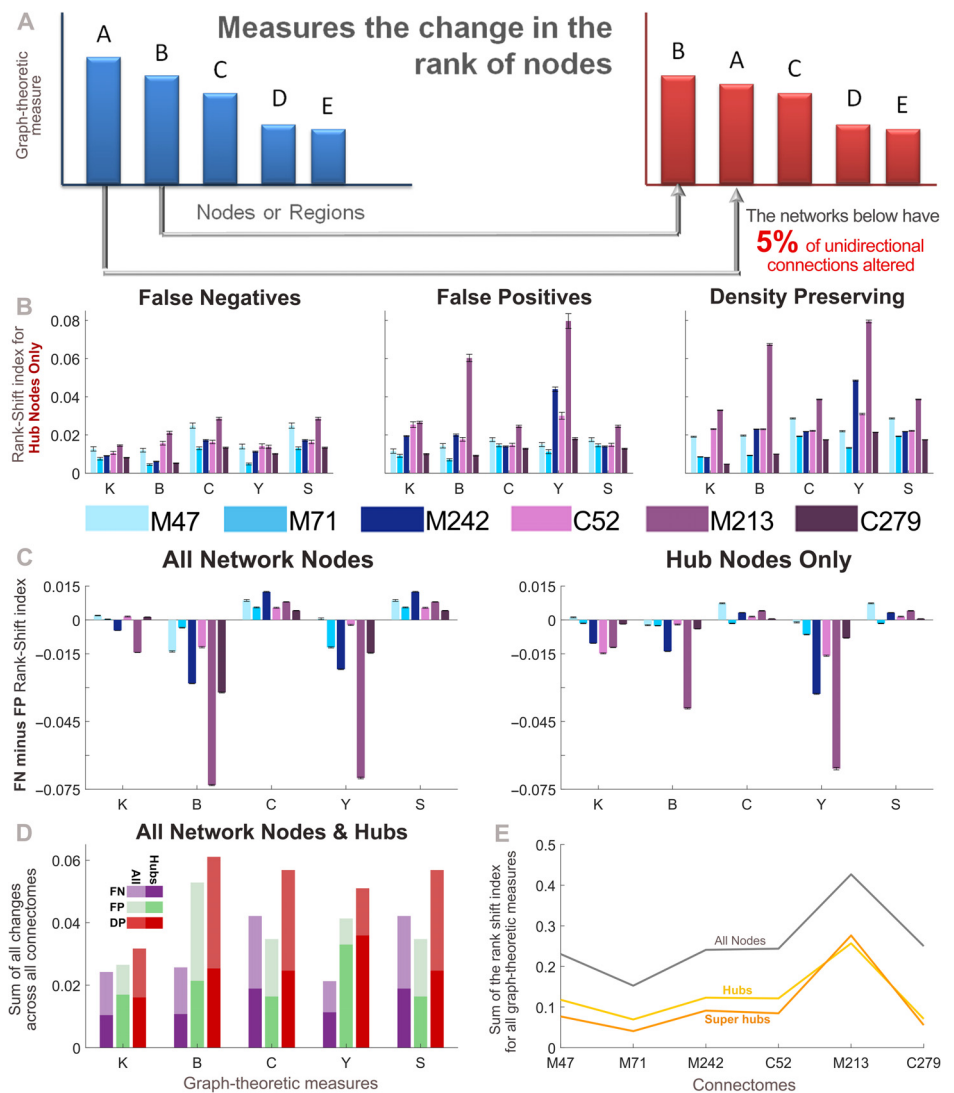 A
Measures the change in the
rank of nodes
Graph-theoretic
measure
A
B
C
D
E
B
A
C
D
E
Nodes or Regions
The networks below have
5% of unidirectional
connections altered
B
False Negatives
False Positives
Density Preserving
Rank-Shift index for
Hub Nodes Only
0.08
0.06
0.04
0.02
0
K B C Y S
K B C Y S
K B C Y S
M47 M71 M242 C52 M213 C279
C
All Network Nodes
Hub Nodes Only
FN minus FP Rank-Shift index
0.015
0
−0.015
−0.045
−0.075
K B C Y S
0.015
0
−0.015
−0.045
−0.075
K B C Y S
D
All Network Nodes & Hubs
Sum of all changes
across all connectomes
0.06
0.04
0.02
0
All
Hubs
FN
FP
DP
K B C Y S
Graph-theoretic measures
E
Sum of the rank shift index
for all graph-theoretic measures
0.5
0.4
0.3
0.2
0.1
0
All Nodes
Hubs
Super hubs
M47 M71 M242 C52 M213 C279
Connectomes